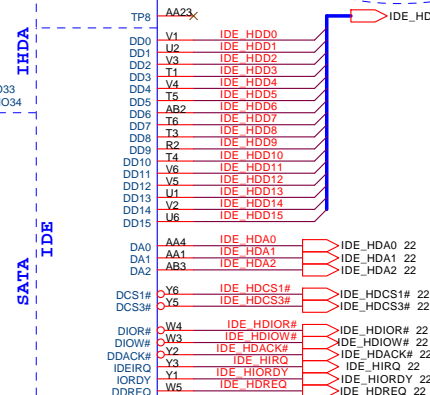 TP8 AA23 IDE_HD
DD0 V1 IDE_HDD0
DD1 U2 IDE_HDD1
DD2 V3 IDE_HDD2
DD3 T1 IDE_HDD3
DD4 V4 IDE_HDD4
DD5 T5 IDE_HDD5
DD6 AB2 IDE_HDD6
DD7 T6 IDE_HDD7
DD8 T3 IDE_HDD8
DD9 R2 IDE_HDD9
DD10 T4 IDE_HDD10
DD11 V6 IDE_HDD11
DD12 V5 IDE_HDD12
DD13 U1 IDE_HDD13
DD14 V2 IDE_HDD14
DD15 U6 IDE_HDD15
DA0 AA4 IDE_HDA0 IDE_HDA0 22
DA1 AA1 IDE_HDA1 IDE_HDA1 22
DA2 AB3 IDE_HDA2 IDE_HDA2 22
DCS1# Y6 IDE_HDCS1# IDE_HDCS1# 22
DCS3# Y5 IDE_HDCS3# IDE_HDCS3# 22
DIOR# W4 IDE_HDIOR# IDE_HDIOR# 22
DIOW# W3 IDE_HDIOW# IDE_HDIOW# 22
DDACK# Y2 IDE_HDACK# IDE_HDACK# 22
IDEIRQ Y3 IDE_HIRQ IDE_HIRQ 22
IORDY Y1 IDE_HIORDY IDE_HIORDY 22
DDREQ W5 IDE_HDREQ IDE_HDREQ 22
IHDA
IDE
SATA
O33
IO34